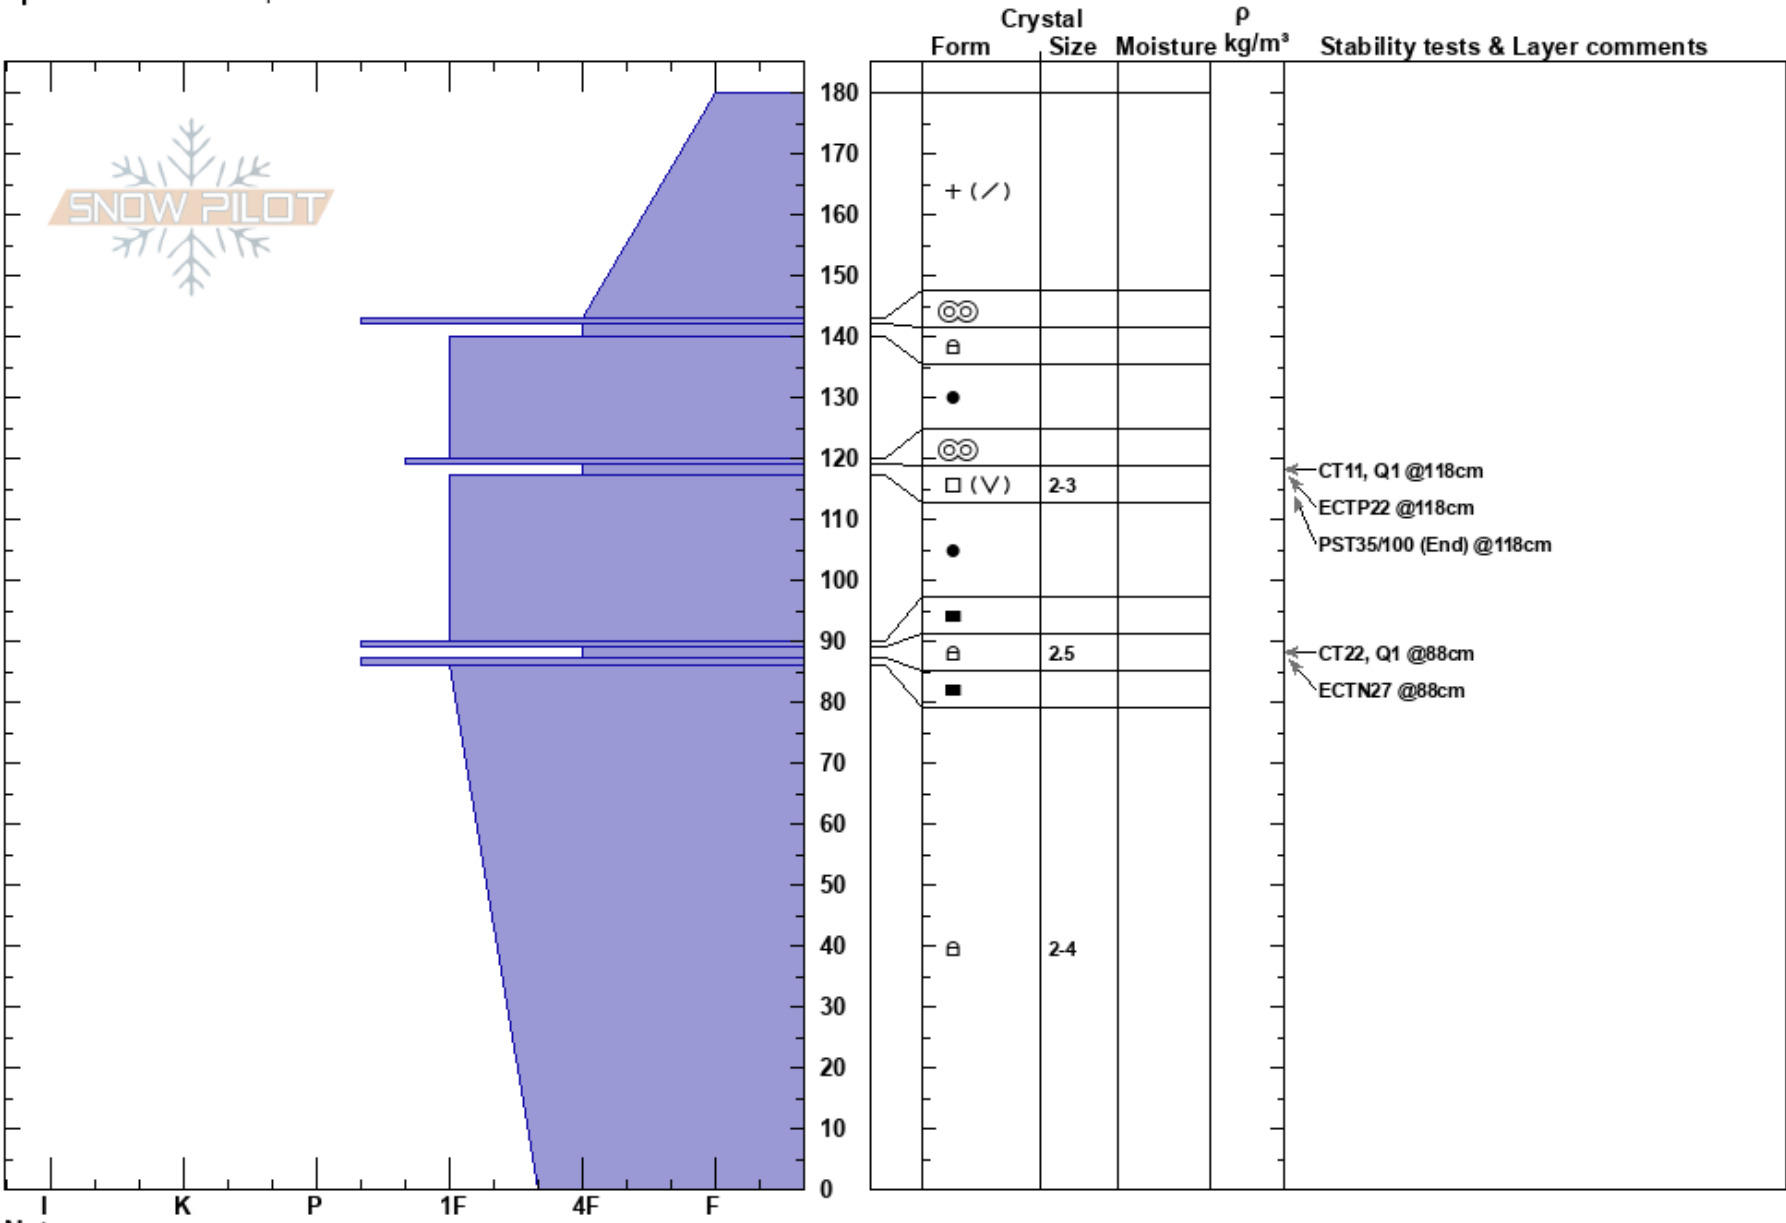 Crystal
ρ
Form Size Moisture kg/m³ Stability tests & Layer comments
SNOW PILOT
180
170
160
150
140
130
120
110
100
90
80
70
60
50
40
30
20
10
0
+ (/)
CT11, Q1 @118cm
2-3
ECTP22 @118cm
PST35/100 (End) @118cm
2.5
CT22, Q1 @88cm
ECTN27 @88cm
2-4
I K P 1F 4F F